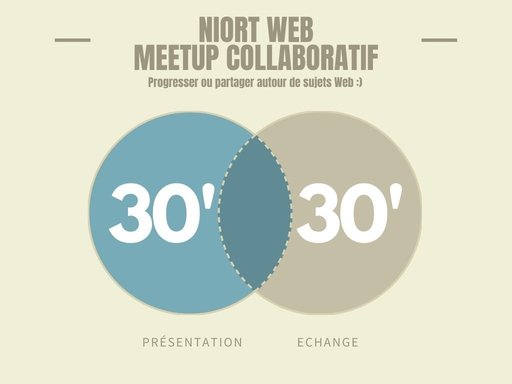 NIORT WEB
MEETUP COLLABORATIF
Progresser ou partager autour de sujets Web :)
30' 30'
PRÉSENTATION ECHANGE